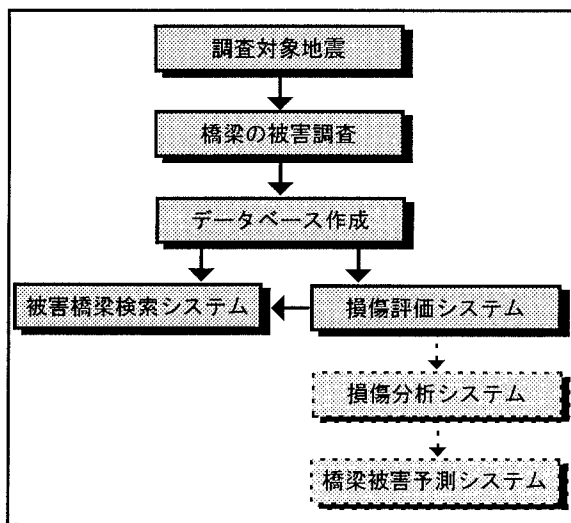 調査対象地震
橋梁の被害調査
データベース作成
被害橋梁検索システム
損傷評価システム
損傷分析システム
橋梁被害予測システム